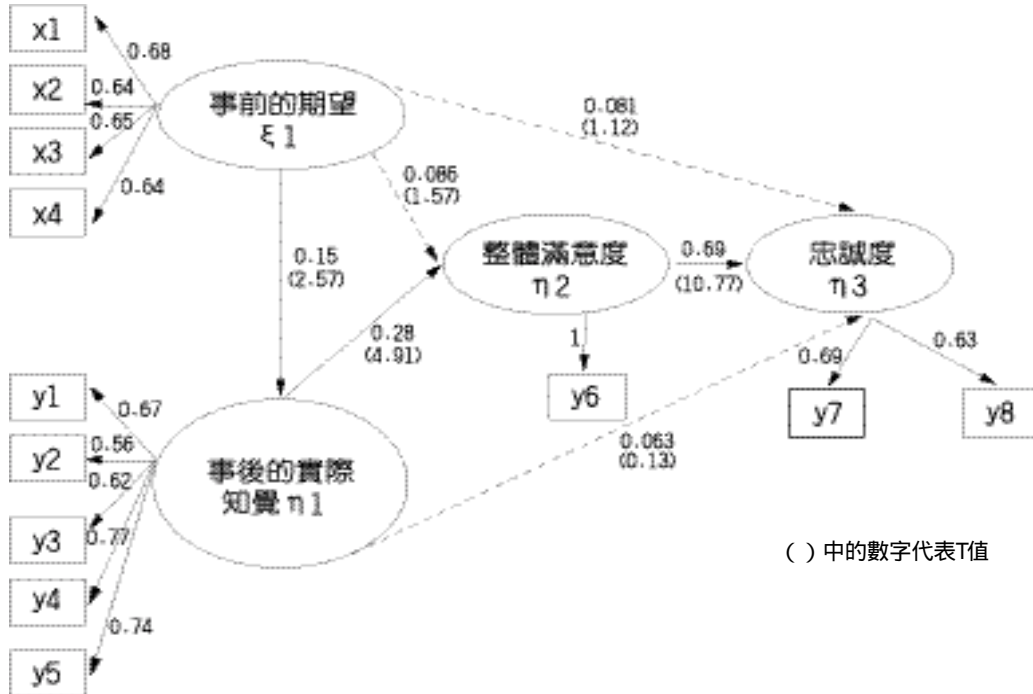 x1
0.68
x2
0.64
0.65
x3
0.64
x4
事前的期望
ξ1
0.081
(1.12)
0.086
(1.57)
0.15
(2.57)
整體滿意度
η2
0.69
(10.77)
忠誠度
η3
0.28
(4.91)
1
y6
0.69
0.63
y7
y8
0.063
(0.13)
y1
0.67
y2
0.56
0.62
y3
0.77
y4
0.74
y5
事後的實際
知覺η1
( ) 中的數字代表T值